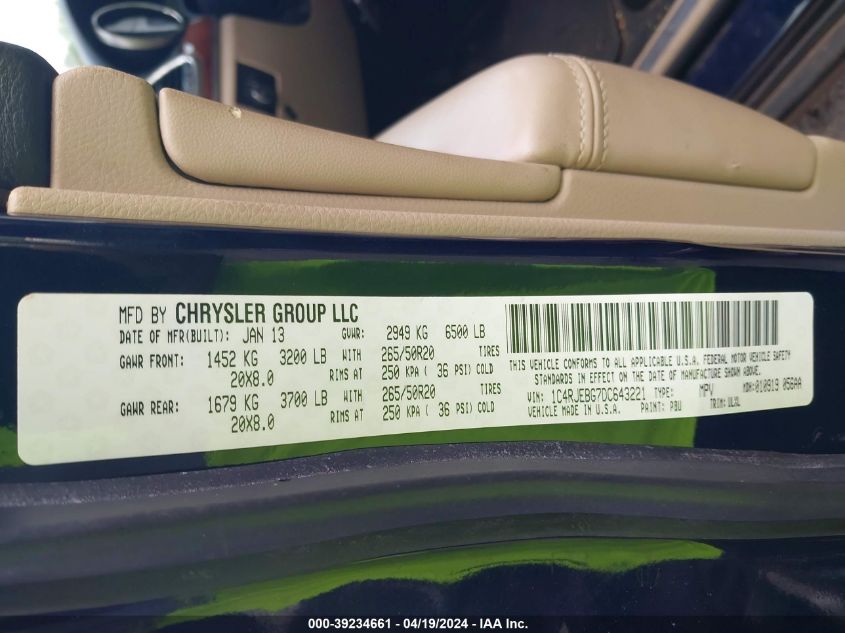 MFD BY CHRYSLER GROUP LLC
DATE OF MFR(BUILT): JAN 13 GVWR: 2949 KG 6500 LB
GAWR FRONT: 1452 KG 3200 LB WITH 265/50R20 TIRES
20X8.0 RIMS AT 250 KPA ( 36 PSI) COLD
GAWR REAR: 1679 KG 3700 LB WITH 265/50R20 TIRES
20X8.0 RIMS AT 250 KPA ( 36 PSI) COLD
THIS VEHICLE CONFORMS TO ALL APPLICABLE U.S.A. FEDERAL MOTOR VEHICLE SAFETY
STANDARDS IN EFFECT ON THE DATE OF MANUFACTURE SHOWN ABOVE.
VIN: 1C4RJEBG7DC643221 TYPE: MPV MDH: 010919 056AA
VEHICLE MADE IN U.S.A. PAINT: PBU TRIM: ULXL
000-39234661 / 04/19/2024 - IAA Inc.